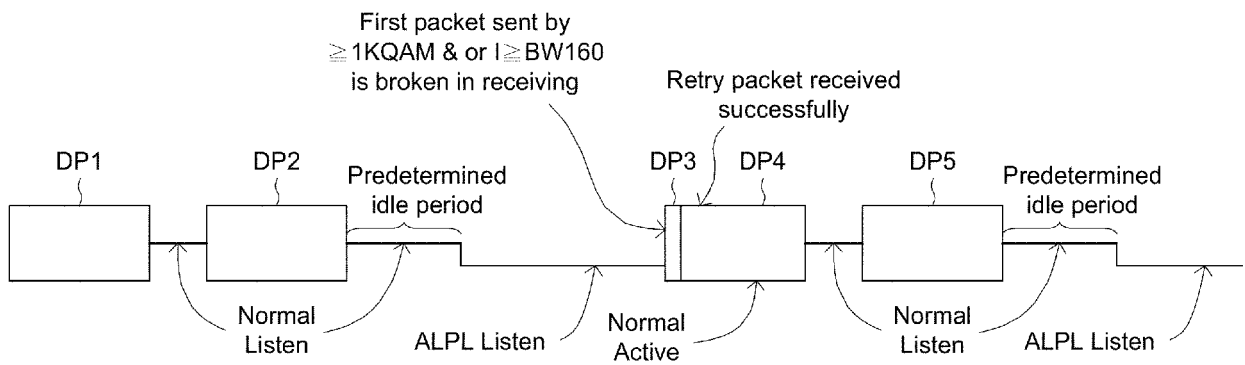 First packet sent by
≧1KQAM & or I≧BW160
is broken in receiving
Retry packet received
successfully
DP1
DP2
Predetermined
idle period
DP3
DP4
DP5
Predetermined
idle period
Normal
Listen
ALPL Listen
Normal
Active
Normal
Listen
ALPL Listen